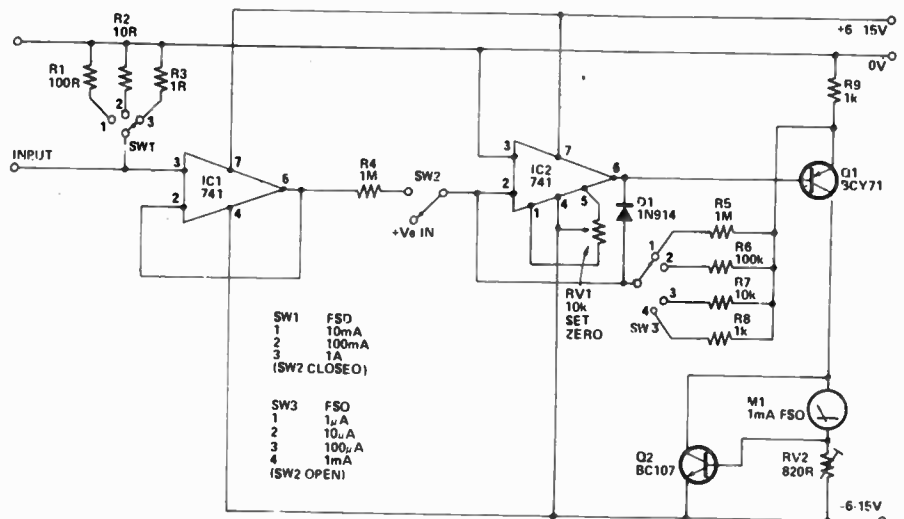 R2
10R
R1
100R
R3
1R
1
2
3
SW1
INPUT
3
2
7
IC1
741
4
6
R4
1M
SW2
+Ve IN
3
2
7
IC2
741
1
4
5
6
RV1
10k
SET
ZERO
D1
1N914
R5
1M
R6
100k
R7
10k
R8
1k
1
2
3
4
SW3
+6 15V
0V
R9
1k
Q1
BCY71
M1
1mA FSO
Q2
BC107
RV2
820R
-6-15V
SW1 FSD
1 10mA
2 100mA
3 1A
(SW2 CLOSEO)
SW3 FSO
1 1µA
2 10µA
3 100µA
4 1mA
(SW2 OPEN)